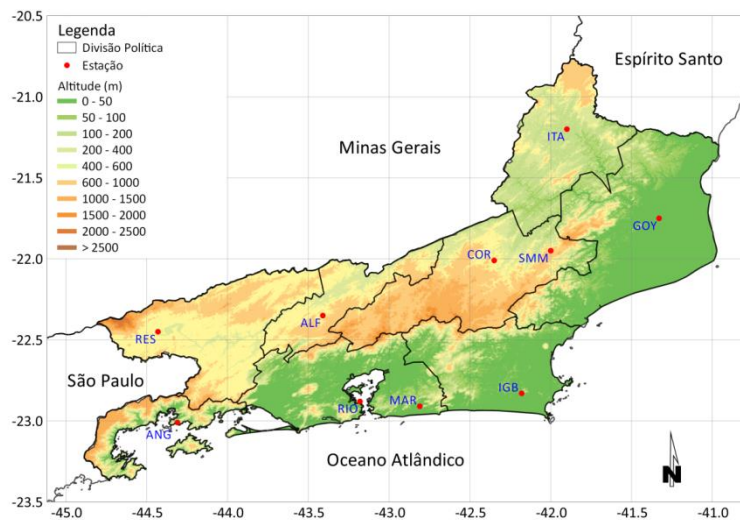 -20.5
-21.0
-21.5
-22.0
-22.5
-23.0
-23.5
Legenda
Divisão Política
Estação
Altitude (m)
0 - 50
50 - 100
100 - 200
200 - 400
400 - 600
600 - 1000
1000 - 1500
1500 - 2000
2000 - 2500
> 2500
Espírito Santo
Minas Gerais
ITA
GOY
COR
SMM
ALF
RES
São Paulo
IGB
MAR
RIO
ANG
Oceano Atlândico
N
-45.0 -44.5 -44.0 -43.5 -43.0 -42.5 -42.0 -41.5 -41.0